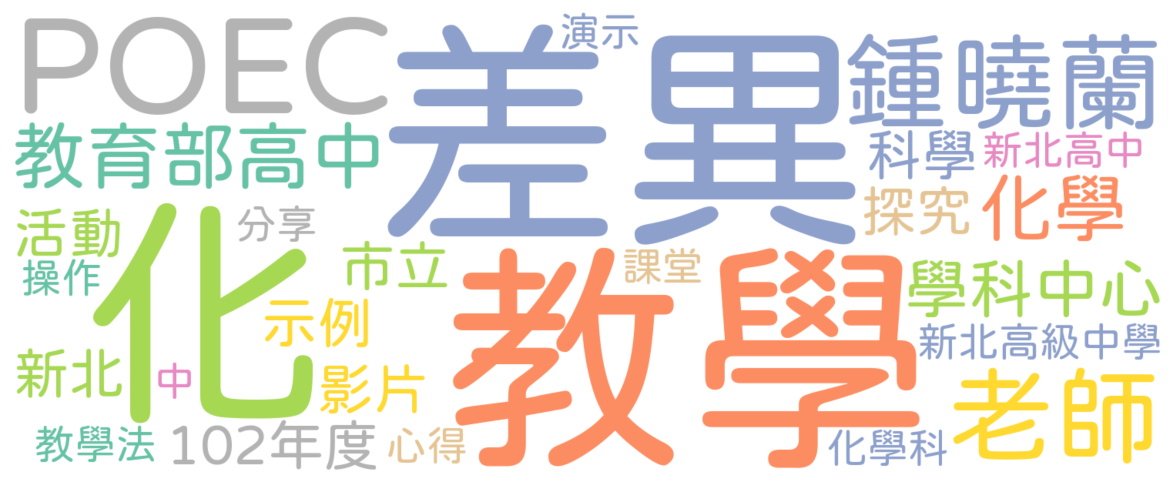 POEC
差異
演示
鍾曉蘭
教育部高中
科學
新北高中
探究
化學
活動
化
分享
市立
教學
課堂
學科中心
操作
示例
新北高級中學
新北
中
影片
老師
教學法
102年度
心得
化學科